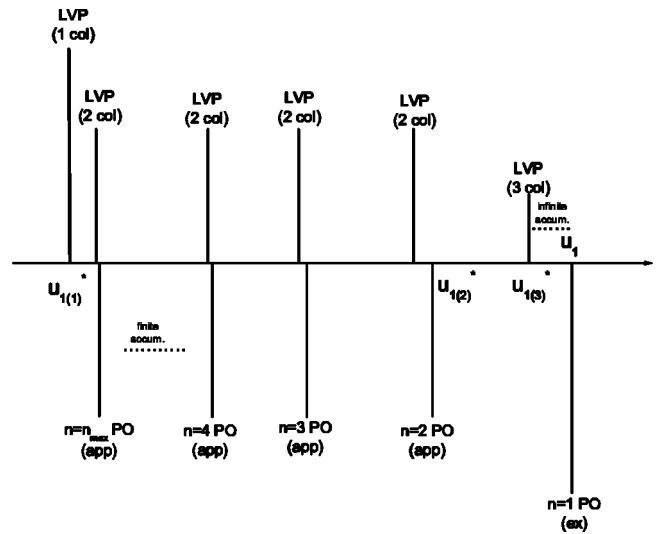 LVP
(1 col)
LVP
(2 col)
LVP
(2 col)
LVP
(2 col)
LVP
(2 col)
LVP
(3 col)
infinite
accum.
u1
u1(1)*
u1(2)*
u1(3)*
finite
accum.
n=nmax PO
(app)
n=4 PO
(app)
n=3 PO
(app)
n=2 PO
(app)
n=1 PO
(ex)